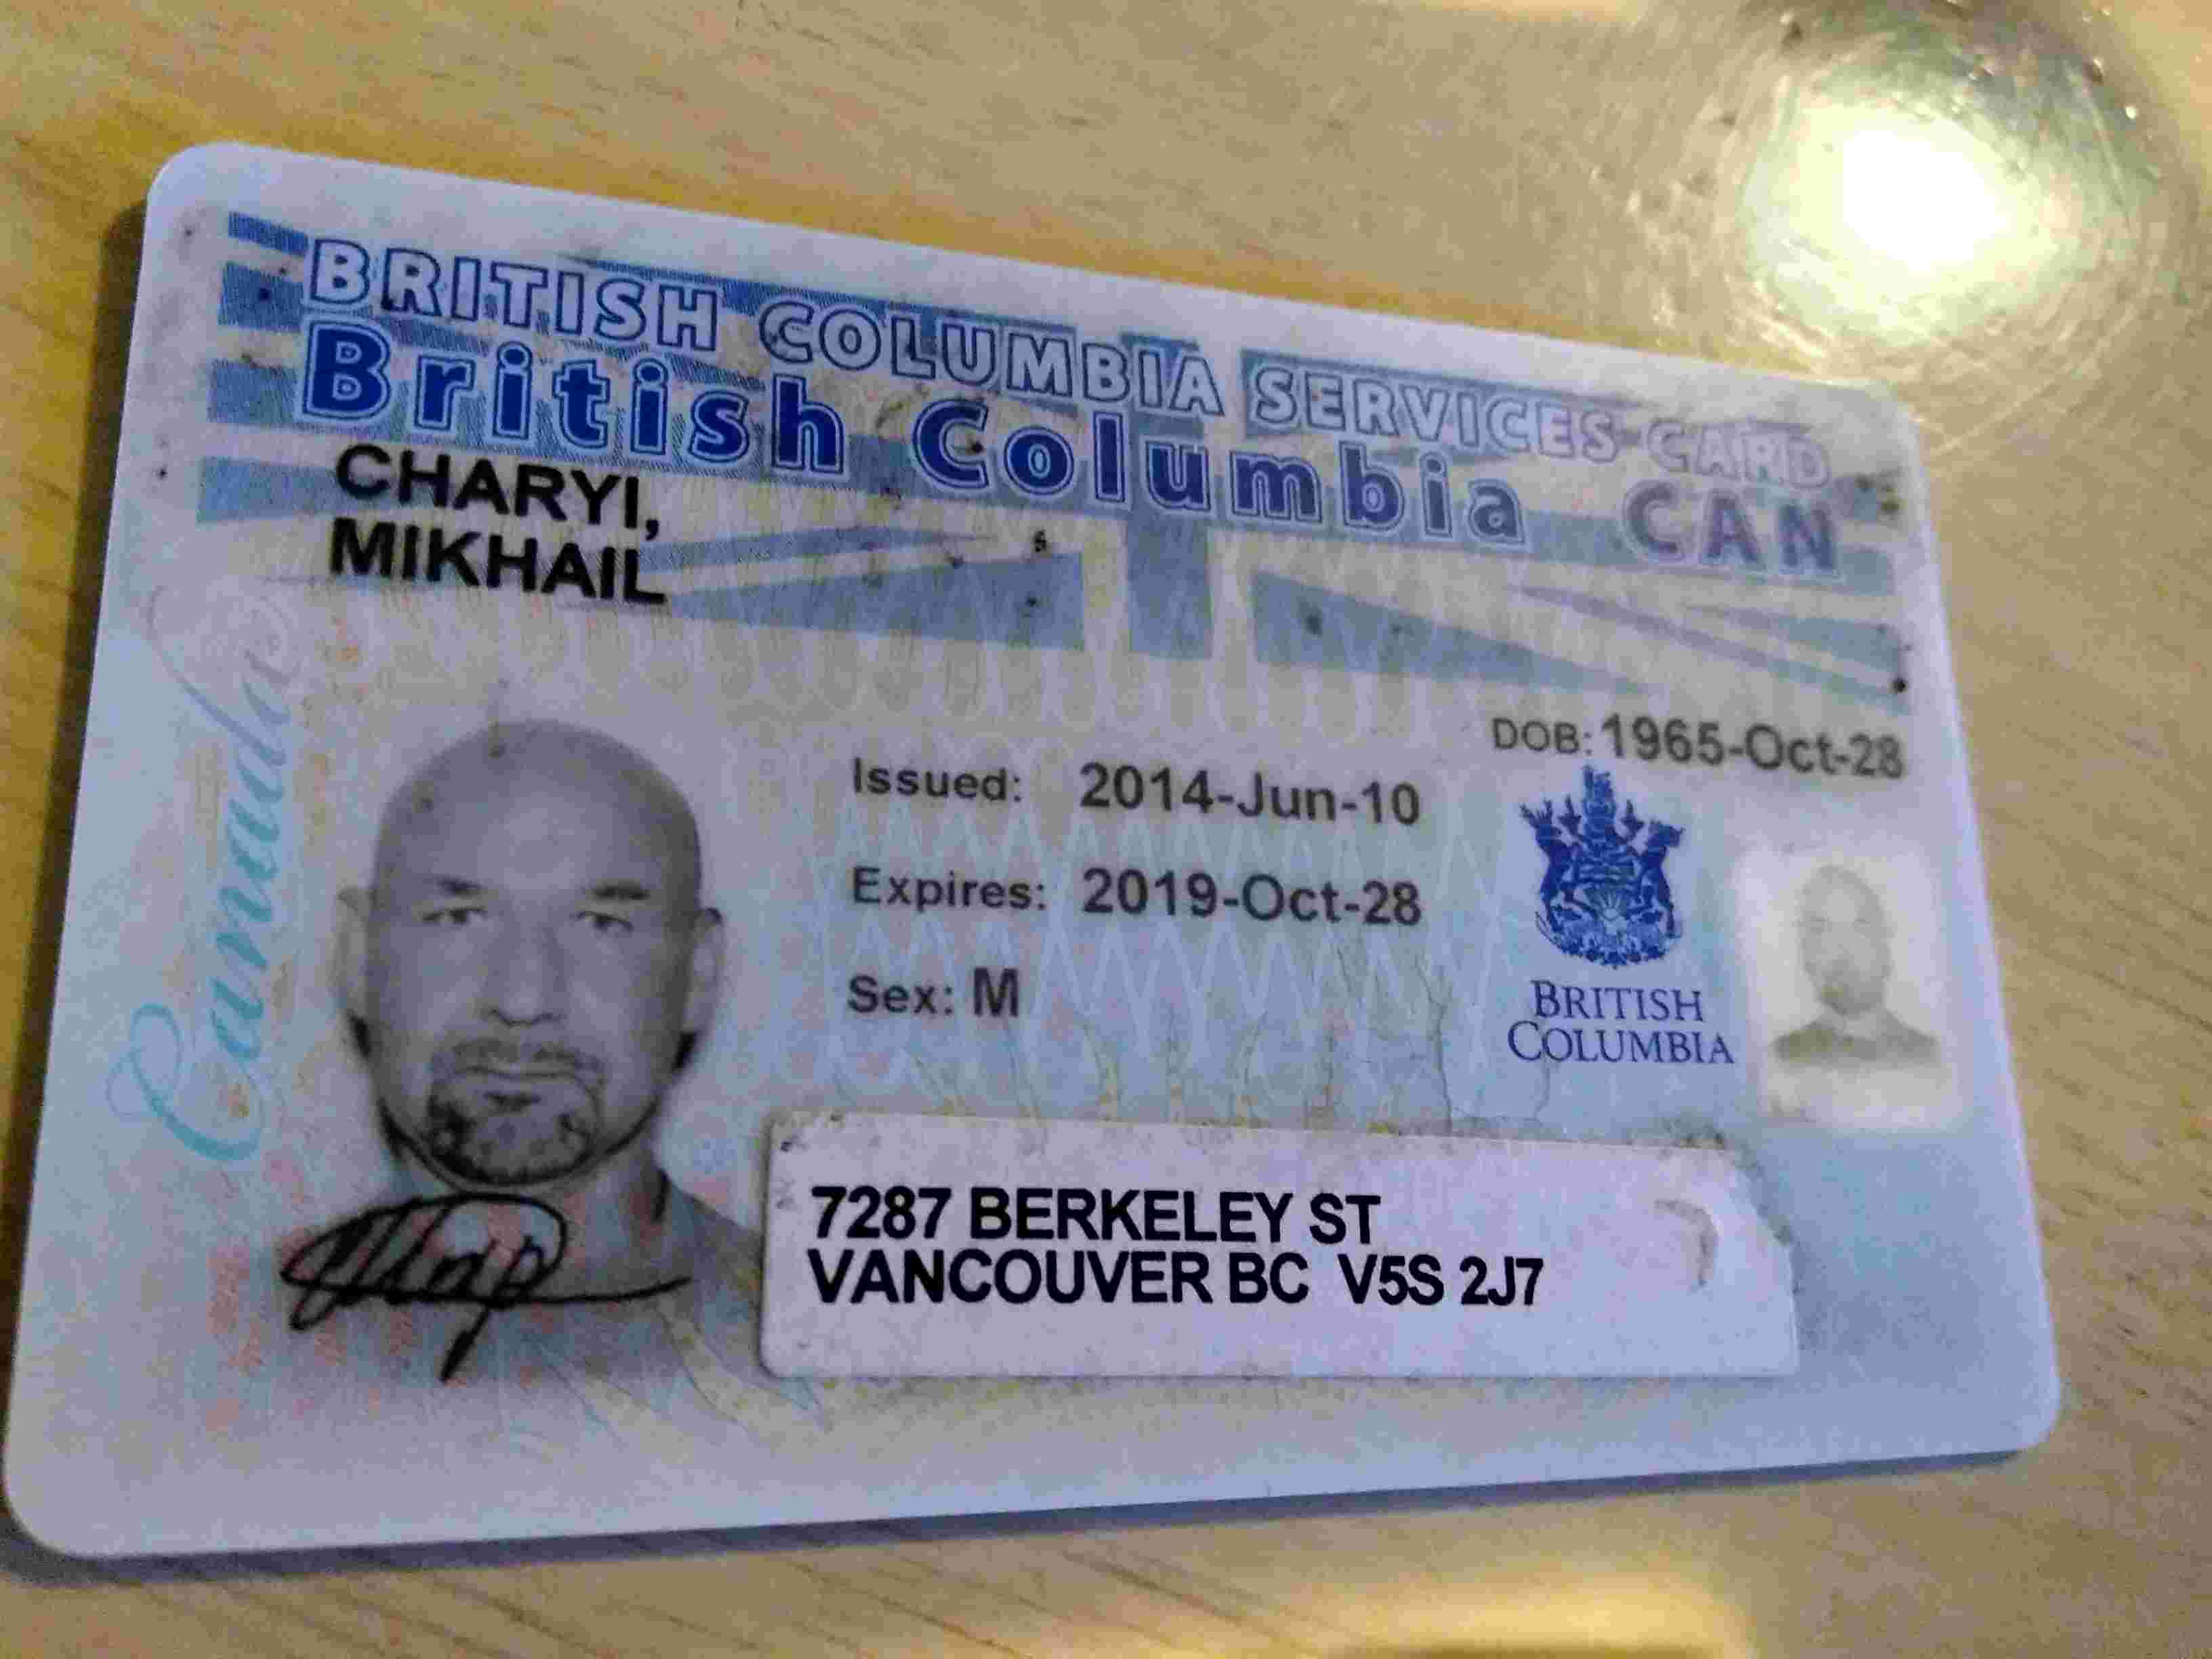 BRITISH COLUMBIA SERVICES CARD
British Columbia CAN
CHARYI,
MIKHAIL
Canada
DOB: 1965-Oct-28
Issued: 2014-Jun-10
Expires: 2019-Oct-28
Sex: M
BRITISH
COLUMBIA
7287 BERKELEY ST
VANCOUVER BC V5S 2J7